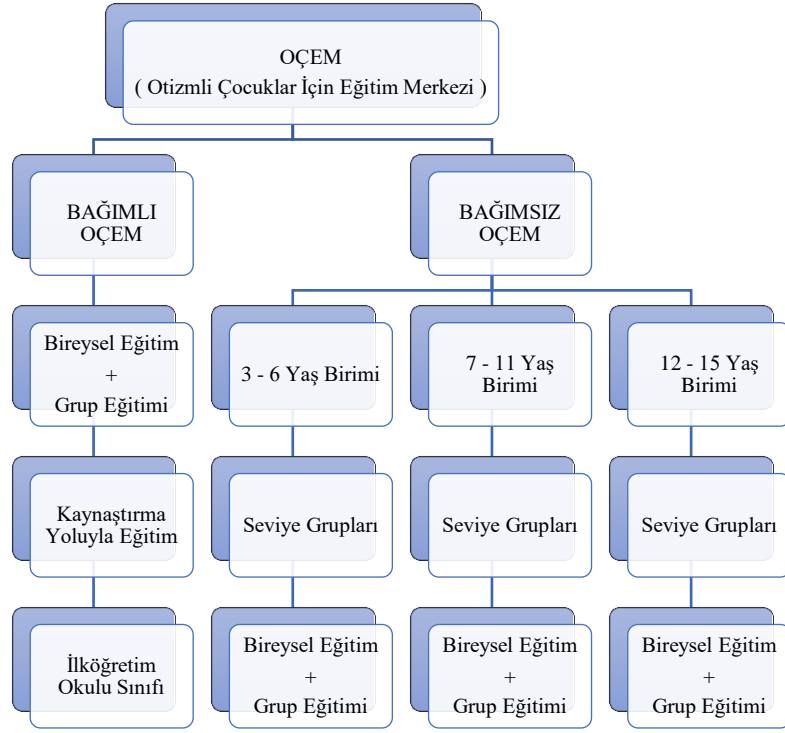 OÇEM
( Otizmli Çocuklar İçin Eğitim Merkezi )
BAĞIMLI
OÇEM
BAĞIMSIZ
OÇEM
Bireysel Eğitim
+
Grup Eğitimi
3 - 6 Yaş Birimi
7 - 11 Yaş
Birimi
12 - 15 Yaş
Birimi
Kaynaştırma
Yoluyla Eğitim
Seviye Grupları
Seviye Grupları
Seviye Grupları
İlköğretim
Okulu Sınıfı
Bireysel Eğitim
+
Grup Eğitimi
Bireysel Eğitim
+
Grup Eğitimi
Bireysel Eğitim
+
Grup Eğitimi